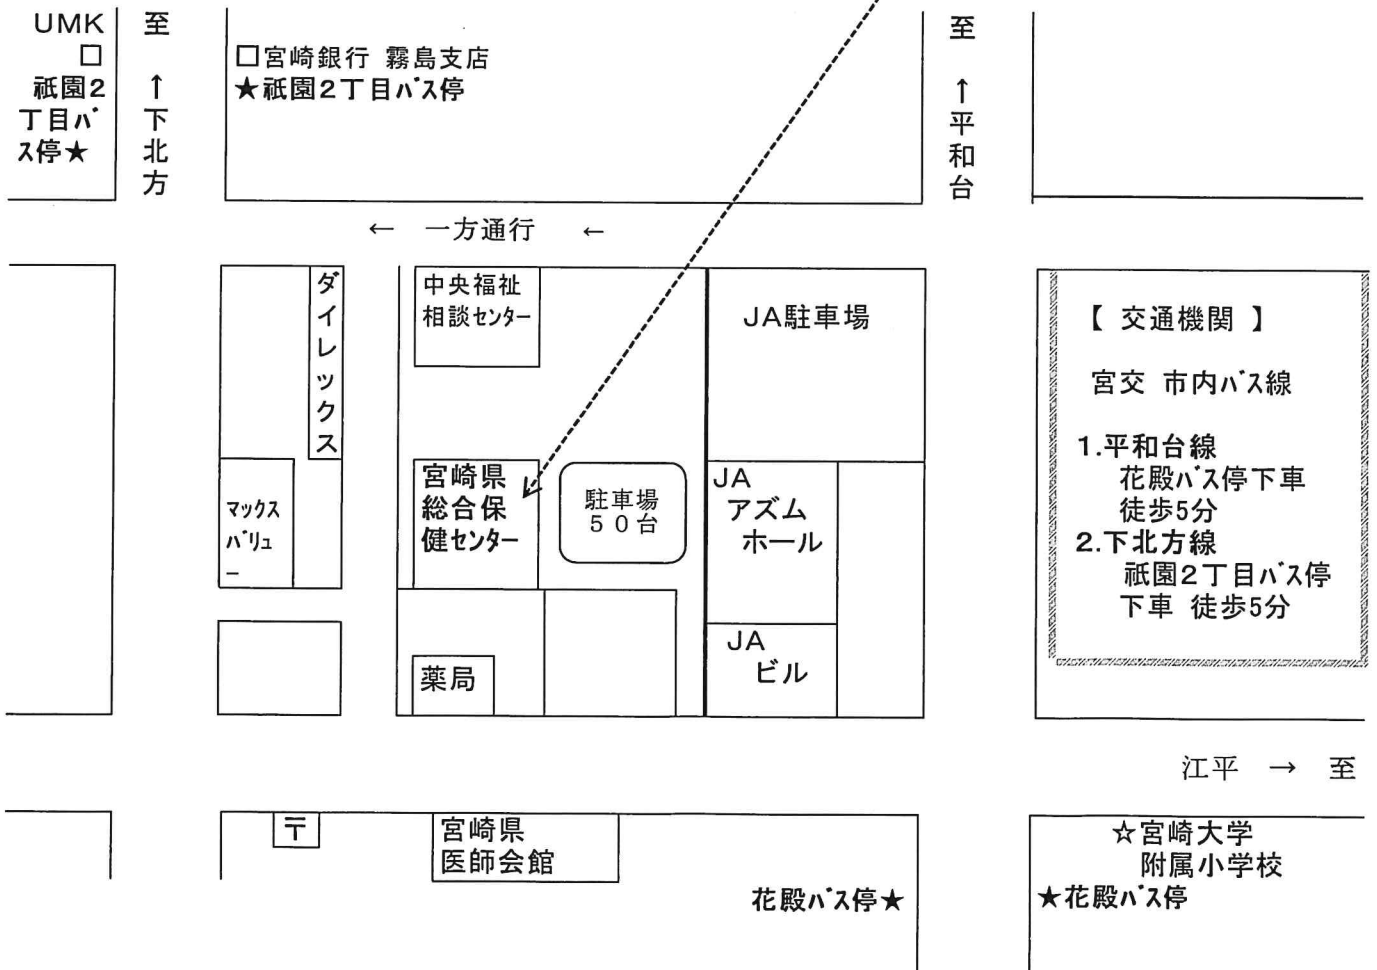 UMK
□
祇園2
丁目バ
ス停★
至
↑
下
北
方
□宮崎銀行 霧島支店
★祇園2丁目バス停
至
↑
平
和
台
← 一方通行 ←
ダ
イ
レ
ッ
ク
ス
中央福祉
相談センター
JA駐車場
マックス
バリュ
ー
宮崎県
総合保
健センター
駐車場
50台
JA
アズム
ホール
JA
ビル
薬局
【 交通機関 】
宮交 市内バス線
1.平和台線
花殿バス停下車
徒歩5分
2.下北方線
祇園2丁目バス停
下車 徒歩5分
江平 → 至
〒
宮崎県
医師会館
花殿バス停★
☆宮崎大学
附属小学校
★花殿バス停